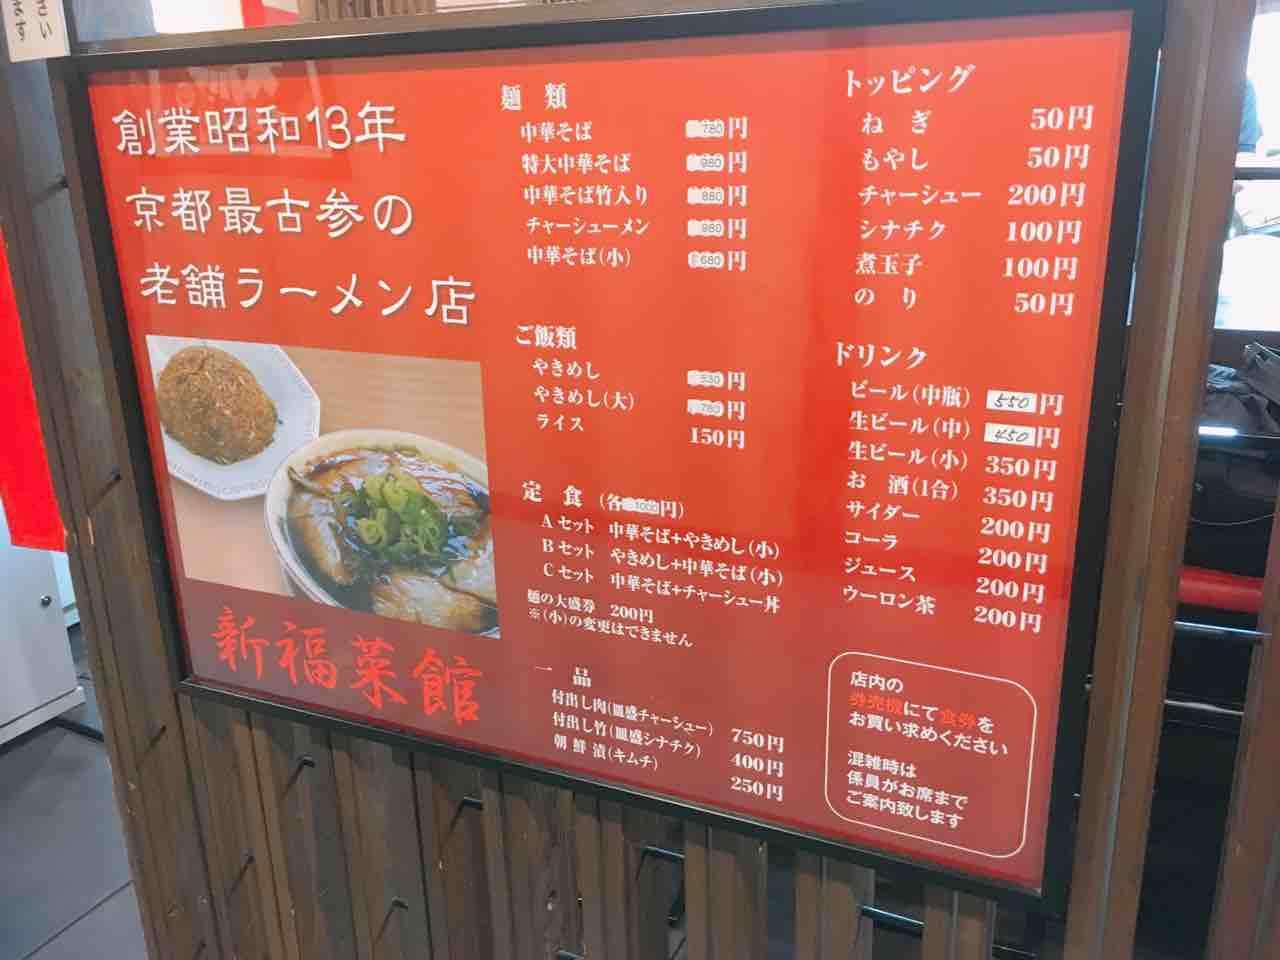 さい
ます
創業昭和13年
京都最古参の
老舗ラーメン店
新福菜館
麺 類
中華そば 780円
特大中華そば 980円
中華そば竹入り 880円
チャーシューメン 980円
中華そば(小) 680円
ご飯類
やきめし 530円
やきめし(大) 780円
ライス 150円
定 食 (各1000円)
Aセット 中華そば+やきめし(小)
Bセット やきめし+中華そば(小)
Cセット 中華そば+チャーシュー丼
麺の大盛券 200円
※(小)の変更はできません
一 品
付出し肉(皿盛チャーシュー) 750円
付出し竹(皿盛シナチク) 400円
朝鮮漬(キムチ) 250円
トッピング
ねぎ 50円
もやし 50円
チャーシュー 200円
シナチク 100円
煮玉子 100円
のり 50円
ドリンク
ビール(中瓶) 550円
生ビール(中) 450円
生ビール(小) 350円
お 酒(1合) 350円
サイダー 200円
コーラ 200円
ジュース 200円
ウーロン茶 200円
店内の
券売機にて食券を
お買い求めください
混雑時は
係員がお席まで
ご案内致します